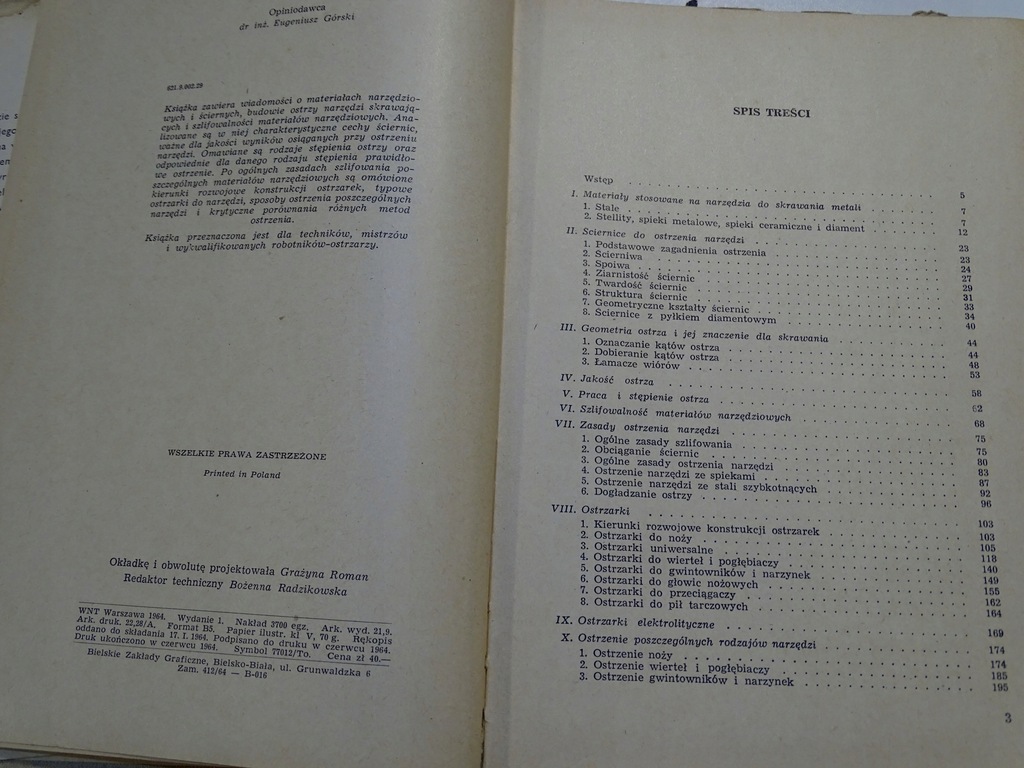 Opiniodawca
dr inż. Eugeniusz Górski
621.9.002.29
Książka zawiera wiadomości o materiałach narzędzio-
wych i ściernych, budowie ostrzy narzędzi skrawają-
cych i szlifowalności materiałów narzędziowych. Ana-
lizowane są w niej charakterystyczne cechy ściernic,
ważne dla jakości wyników osiąganych przy ostrzeniu
narzędzi. Omawiane są rodzaje stępienia ostrzy oraz
odpowiednie dla danego rodzaju stępienia prawidło-
we ostrzenie. Po ogólnych zasadach szlifowania po-
szczególnych materiałów narzędziowych są omówione
kierunki rozwojowe konstrukcji ostrzarek, typowe
ostrzarki do narzędzi, sposoby ostrzenia poszczególnych
narzędzi i krytyczne porównania różnych metod
ostrzenia.
Książka przeznaczona jest dla techników, mistrzów
i wykwalifikowanych robotników-ostrzarzy.
WSZELKIE PRAWA ZASTRZEŻONE
Printed in Poland
Okładkę i obwolutę projektowała Grażyna Roman
Redaktor techniczny Bożenna Radzikowska
WNT Warszawa 1964. Wydanie 1. Nakład 3700 egz. Ark. wyd. 21,9.
Ark. druk. 22,28/A. Format B5. Papier ilustr. kl V, 70 g. Rękopis
oddano do składania 17. I. 1964. Podpisano do druku w czerwcu 1964.
Druk ukończono w czerwcu 1964. Symbol 77012/To. Cena zł 40.—
Bielskie Zakłady Graficzne, Bielsko-Biała, ul. Grunwaldzka 6
Zam. 412/64 — B-016
SPIS TREŚCI
Wstęp . . . . . 5
I. Materiały stosowane na narzędzia do skrawania metali . . . . . 7
1. Stale . . . . . 7
2. Stellity, spieki metalowe, spieki ceramiczne i diament . . . . . 12
II. Ściernice do ostrzenia narzędzi . . . . . 23
1. Podstawowe zagadnienia ostrzenia . . . . . 23
2. Ścierniwa . . . . . 24
3. Spoiwa . . . . . 27
4. Ziarnistość ściernic . . . . . 29
5. Twardość ściernic . . . . . 31
6. Struktura ściernic . . . . . 33
7. Geometryczne kształty ściernic . . . . . 34
8. Ściernice z pyłkiem diamentowym . . . . . 40
III. Geometria ostrza i jej znaczenie dla skrawania . . . . . 44
1. Oznaczanie kątów ostrza . . . . . 44
2. Dobieranie kątów ostrza . . . . . 48
3. Łamacze wiórów . . . . . 53
IV. Jakość ostrza . . . . . 58
V. Praca i stępienie ostrza . . . . . 62
VI. Szlifowalność materiałów narzędziowych . . . . . 68
VII. Zasady ostrzenia narzędzi . . . . . 75
1. Ogólne zasady szlifowania . . . . . 75
2. Obciąganie ściernic . . . . . 80
3. Ogólne zasady ostrzenia narzędzi . . . . . 83
4. Ostrzenie narzędzi ze spiekami . . . . . 87
5. Ostrzenie narzędzi ze stali szybkotnących . . . . . 92
6. Dogładzanie ostrzy . . . . . 96
VIII. Ostrzarki . . . . . 103
1. Kierunki rozwojowe konstrukcji ostrzarek . . . . . 103
2. Ostrzarki do noży . . . . . 105
3. Ostrzarki uniwersalne . . . . . 118
4. Ostrzarki do wierteł i pogłębiaczy . . . . . 140
5. Ostrzarki do gwintowników i narzynek . . . . . 149
6. Ostrzarki do głowic nożowych . . . . . 155
7. Ostrzarki do przeciągaczy . . . . . 162
8. Ostrzarki do pił tarczowych . . . . . 164
IX. Ostrzarki elektrolityczne . . . . . 169
X. Ostrzenie poszczególnych rodzajów narzędzi . . . . . 174
1. Ostrzenie noży . . . . . 174
2. Ostrzenie wierteł i pogłębiaczy . . . . . 185
3. Ostrzenie gwintowników i narzynek . . . . . 195
3